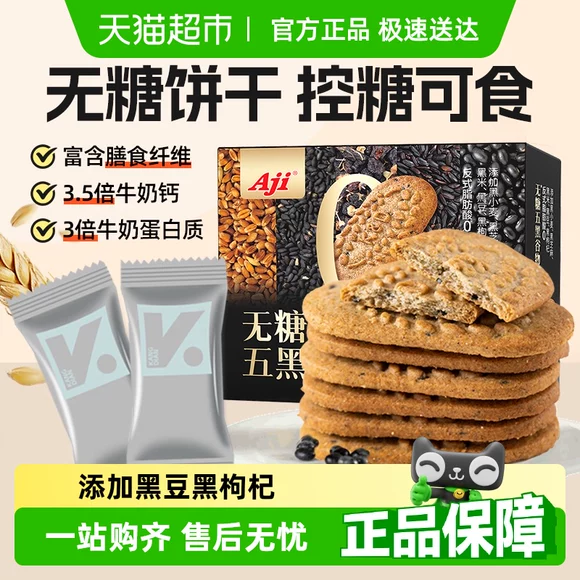 天猫超市 官方正品 极速送达
无糖饼干 控糖可食
富含膳食纤维
3.5倍牛奶钙
3倍牛奶蛋白质
Aji
反式脂肪酸0
无糖
五黑
V.
V.
添加黑豆黑枸杞
一站购齐 售后无忧
正品保障